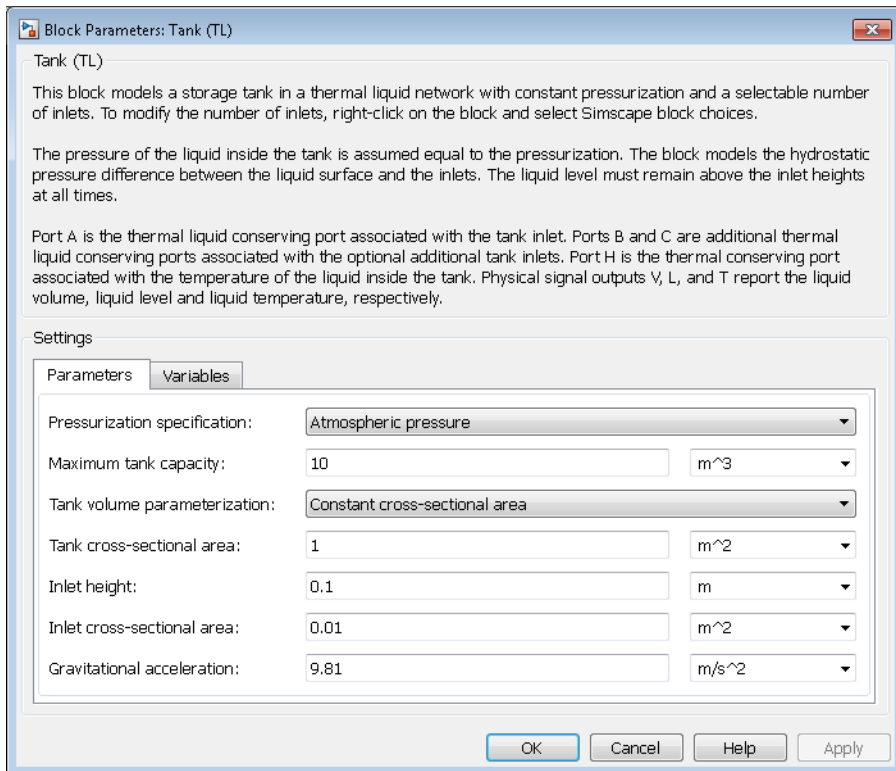 Block Parameters: Tank (TL)
Tank (TL)
This block models a storage tank in a thermal liquid network with constant pressurization and a selectable number
of inlets. To modify the number of inlets, right-click on the block and select Simscape block choices.
The pressure of the liquid inside the tank is assumed equal to the pressurization. The block models the hydrostatic
pressure difference between the liquid surface and the inlets. The liquid level must remain above the inlet heights
at all times.
Port A is the thermal liquid conserving port associated with the tank inlet. Ports B and C are additional thermal
liquid conserving ports associated with the optional additional tank inlets. Port H is the thermal conserving port
associated with the temperature of the liquid inside the tank. Physical signal outputs V, L, and T report the liquid
volume, liquid level and liquid temperature, respectively.
Settings
Parameters Variables
Pressurization specification: Atmospheric pressure
Maximum tank capacity: 10 m^3
Tank volume parameterization: Constant cross-sectional area
Tank cross-sectional area: 1 m^2
Inlet height: 0.1 m
Inlet cross-sectional area: 0.01 m^2
Gravitational acceleration: 9.81 m/s^2
OK Cancel Help Apply